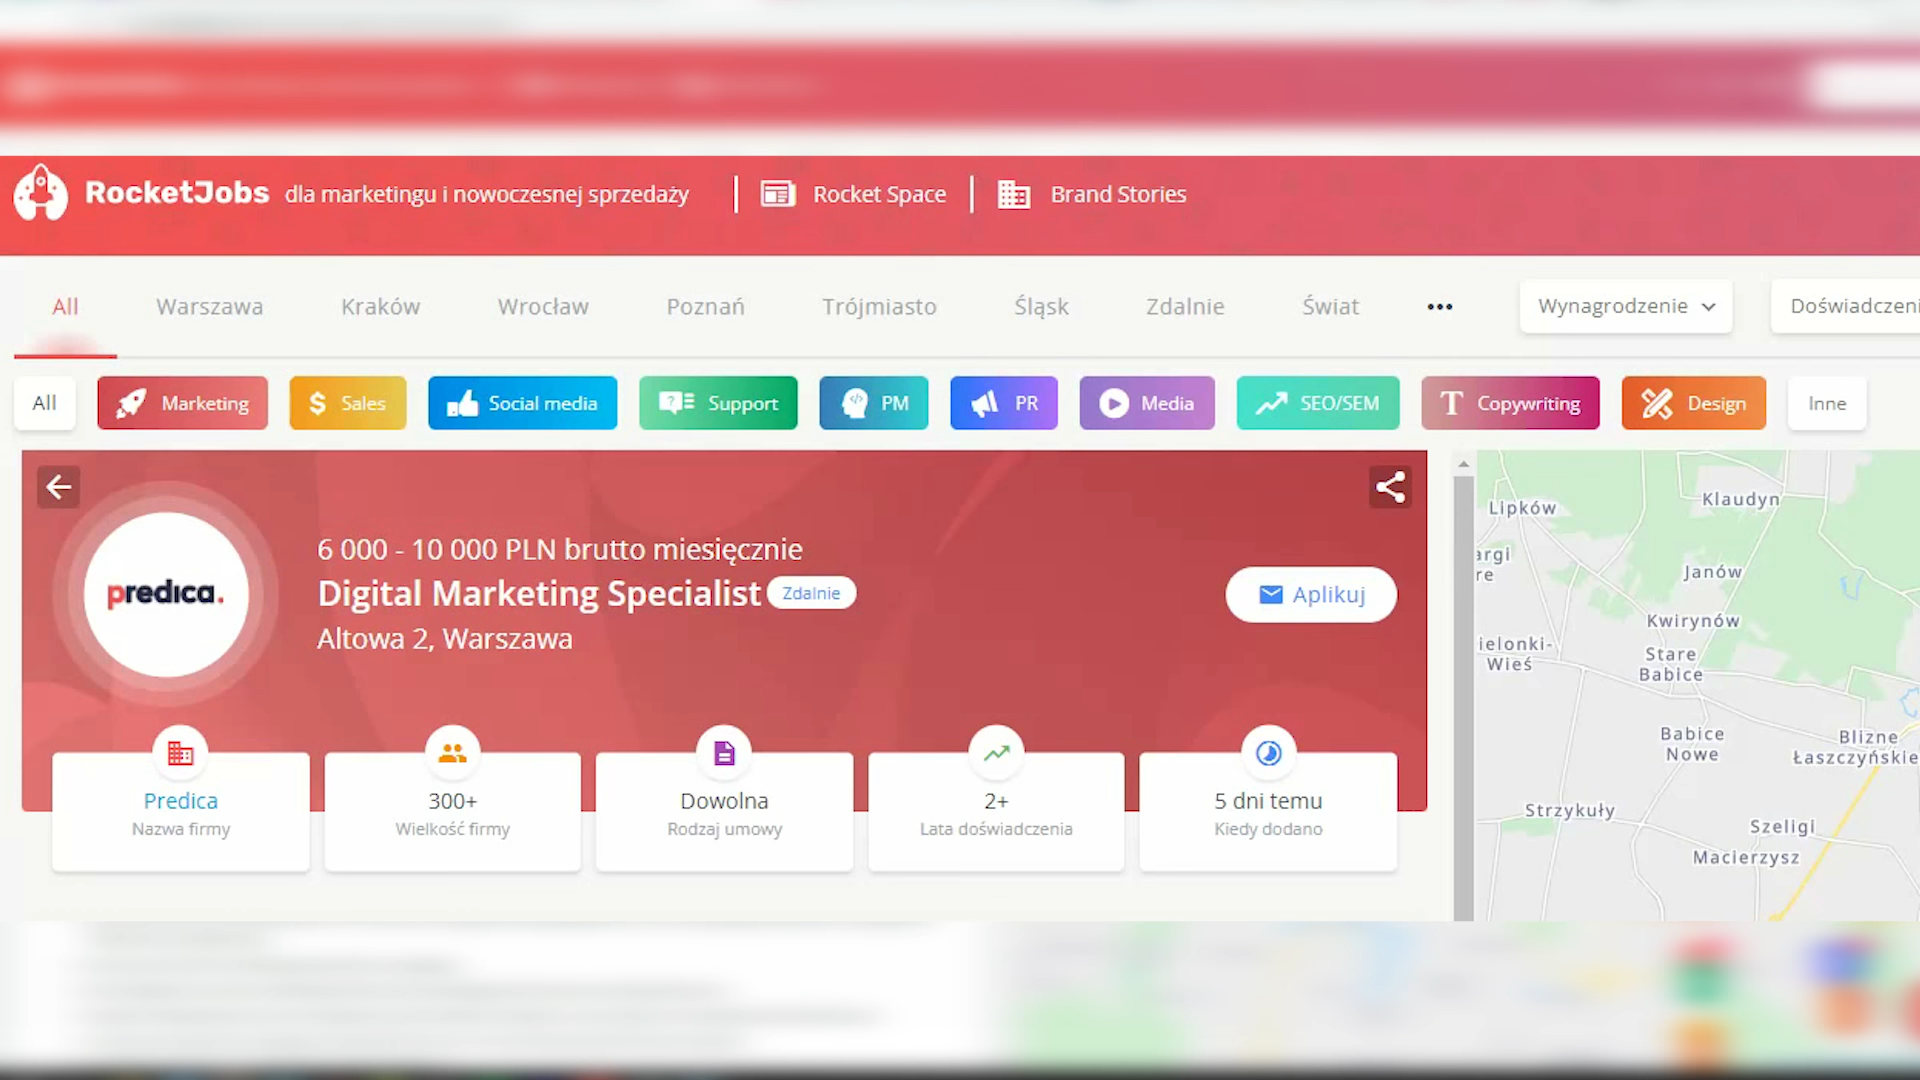 RocketJobs dla marketingu i nowoczesnej sprzedaży Rocket Space Brand Stories
All Warszawa Kraków Wrocław Poznań Trójmiasto Śląsk Zdalnie Świat ••• Wynagrodzenie
All Marketing Sales Social media Support PM PR Media SEO/SEM Copywriting Design Inne
6 000 - 10 000 PLN brutto miesięcznie
Digital Marketing Specialist Zdalnie
Altowa 2, Warszawa
predica.
Aplikuj
Predica
Nazwa firmy
300+
Wielkość firmy
Dowolna
Rodzaj umowy
2+
Lata doświadczenia
5 dni temu
Kiedy dodano
Klaudyn
Lipków
Janów
Kwirynów
Stare
Babice
Wieś
Babice
Nowe
Blizne
Strzykuły
Szeligi
Macierzysz